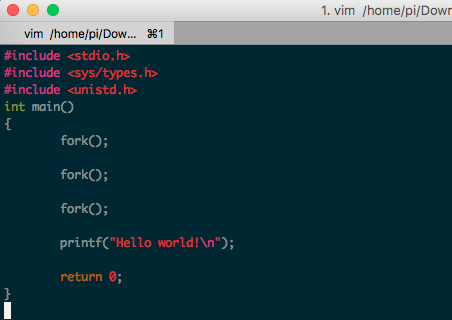 1. vim /home/pi/Dow
vim /home/pi/Dow... ⌘1
#include <stdio.h>
#include <sys/types.h>
#include <unistd.h>
int main()
{
        fork();
        fork();
        fork();
        printf("Hello world!\n");
        return 0;
}